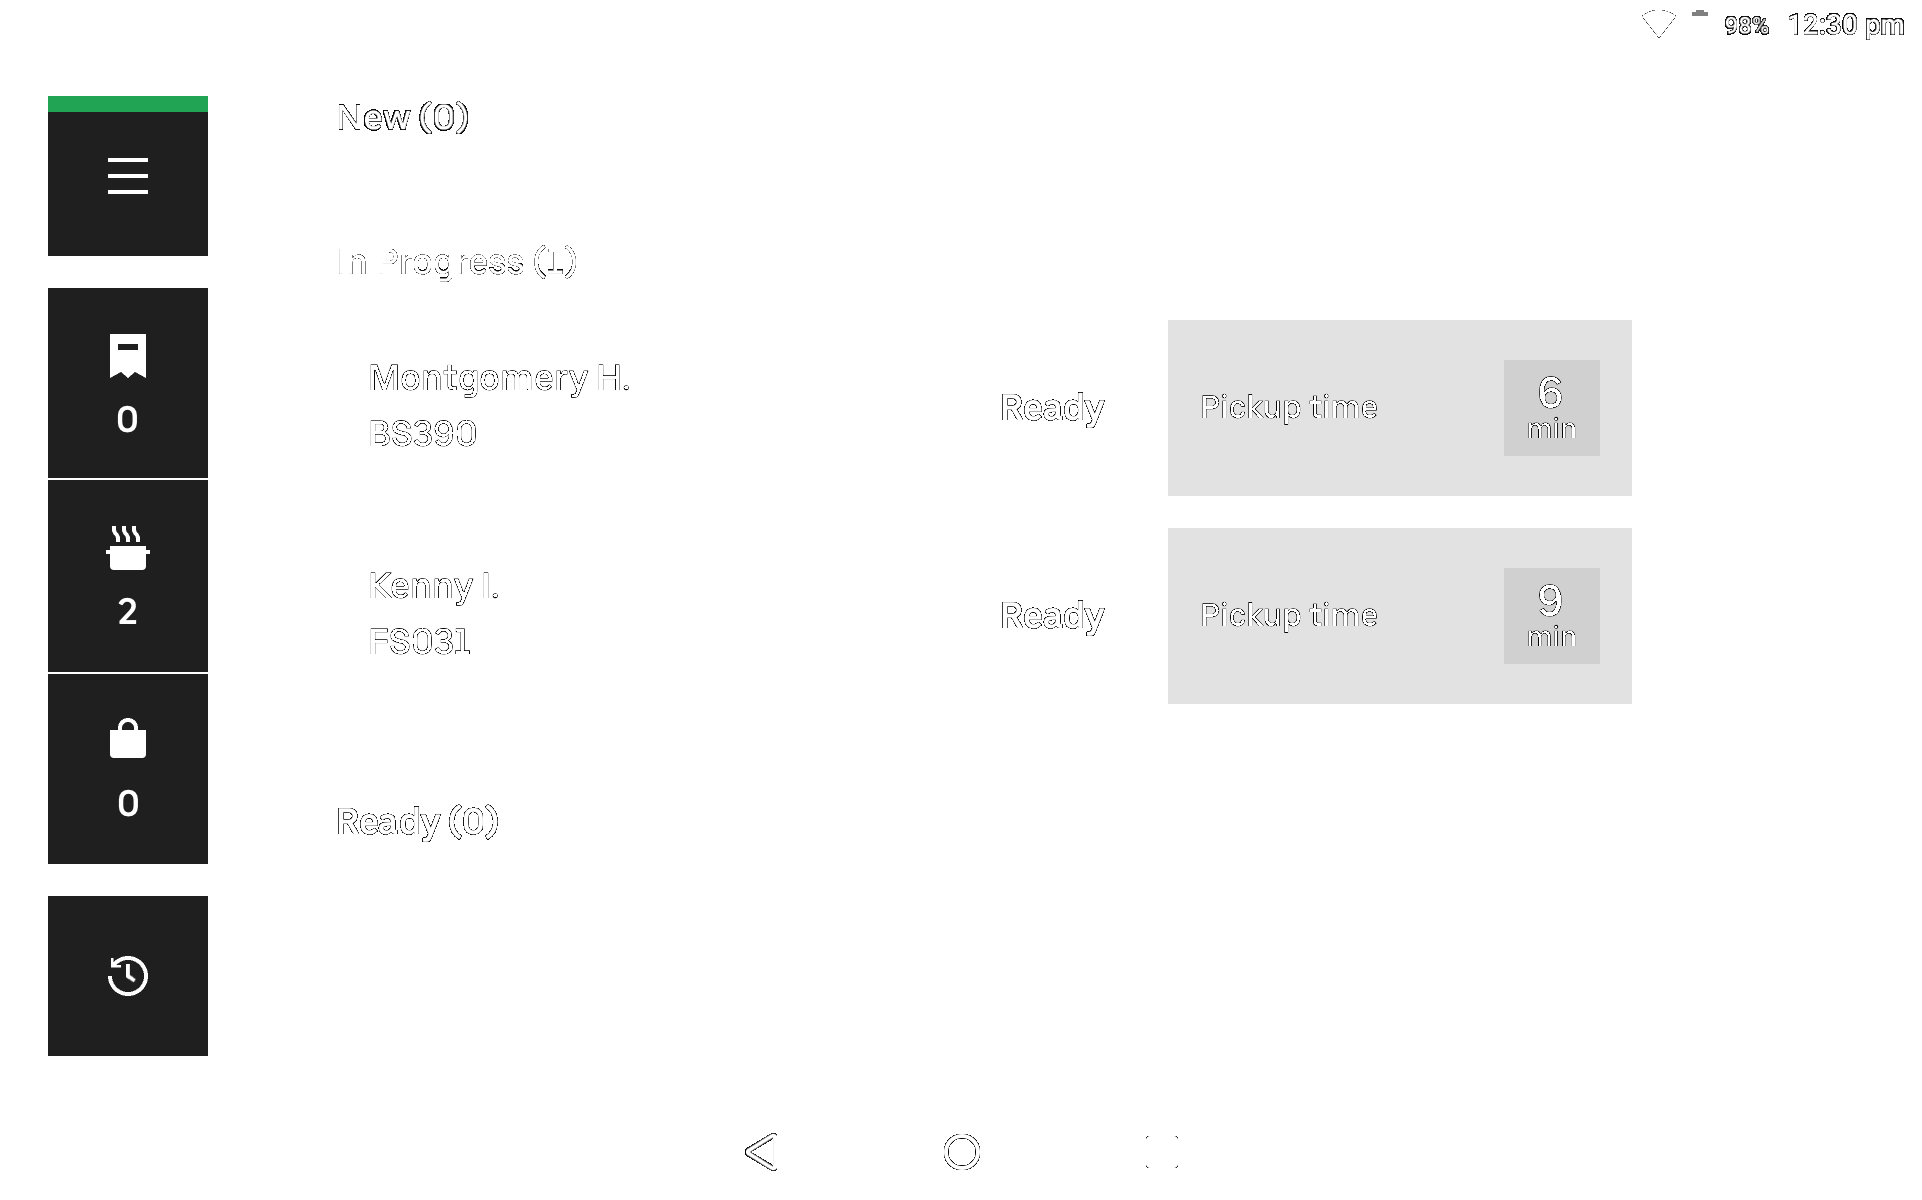 98% 12:30 pm
New (0)
In Progress (1)
0
Montgomery H.
BS390
Ready
Pickup time
6
min
2
Kenny I.
FS031
Ready
Pickup time
9
min
0
Ready (0)